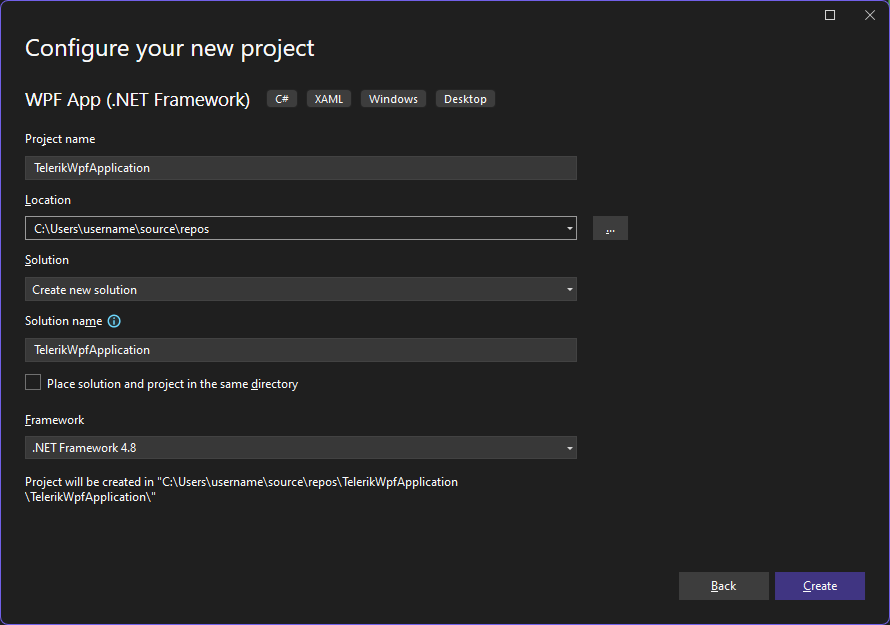 Configure your new project
WPF App (.NET Framework) C# XAML Windows Desktop
Project name
TelerikWpfApplication
Location
C:\Users\username\source\repos
...
Solution
Create new solution
Solution name
TelerikWpfApplication
Place solution and project in the same directory
Framework
.NET Framework 4.8
Project will be created in "C:\Users\username\source\repos\TelerikWpfApplication
\TelerikWpfApplication\"
Back Create